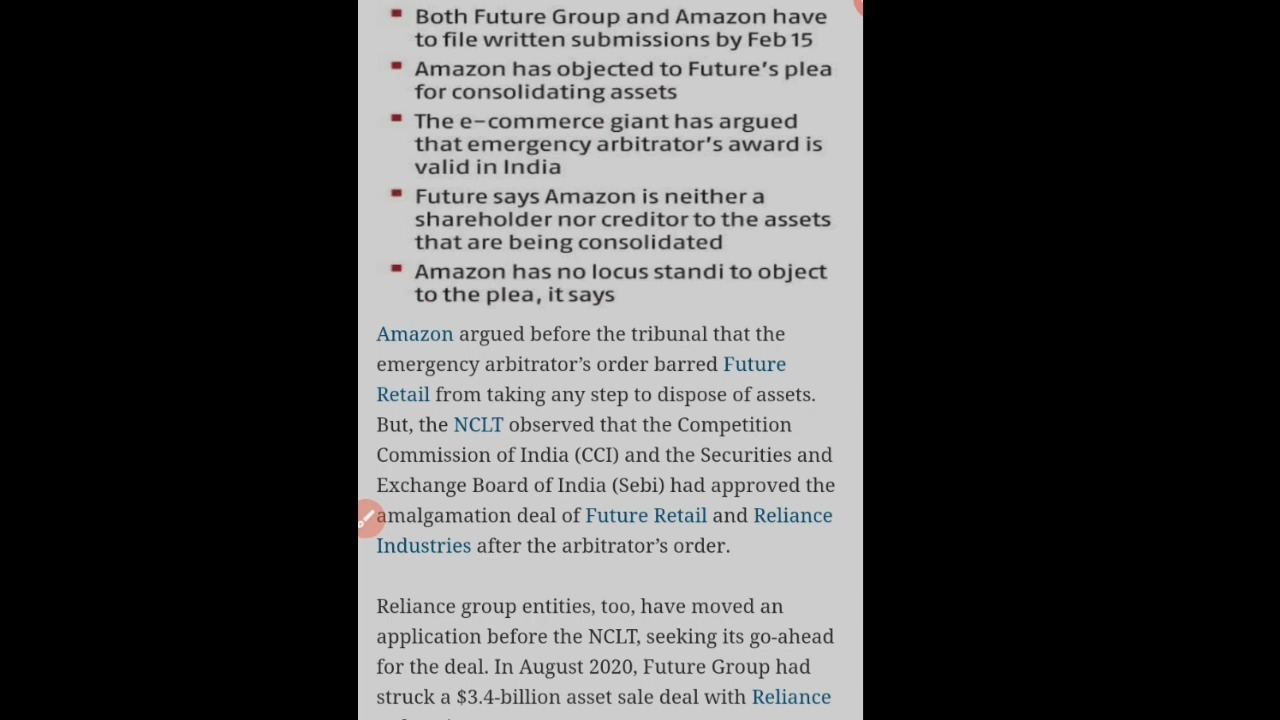 Both Future Group and Amazon have
to file written submissions by Feb 15
Amazon has objected to Future's plea
for consolidating assets
The e-commerce giant has argued
that emergency arbitrator's award is
valid in India
Future says Amazon is neither a
shareholder nor creditor to the assets
that are being consolidated
Amazon has no locus standi to object
to the plea, it says
Amazon argued before the tribunal that the
emergency arbitrator’s order barred Future
Retail from taking any step to dispose of assets.
But, the NCLT observed that the Competition
Commission of India (CCI) and the Securities and
Exchange Board of India (Sebi) had approved the
amalgamation deal of Future Retail and Reliance
Industries after the arbitrator’s order.
Reliance group entities, too, have moved an
application before the NCLT, seeking its go-ahead
for the deal. In August 2020, Future Group had
struck a $3.4-billion asset sale deal with Reliance